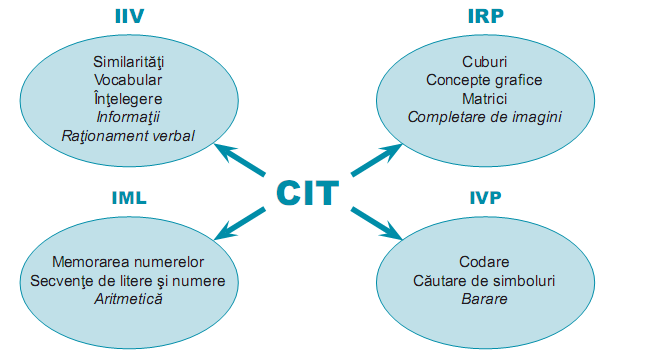 IIV
Similarităţi
Vocabular
Înţelegere
Informaţii
Raţionament verbal
IRP
Cuburi
Concepte grafice
Matrici
Completare de imagini
CIT
IML
Memorarea numerelor
Secvenţe de litere şi numere
Aritmetică
IVP
Codare
Căutare de simboluri
Barare